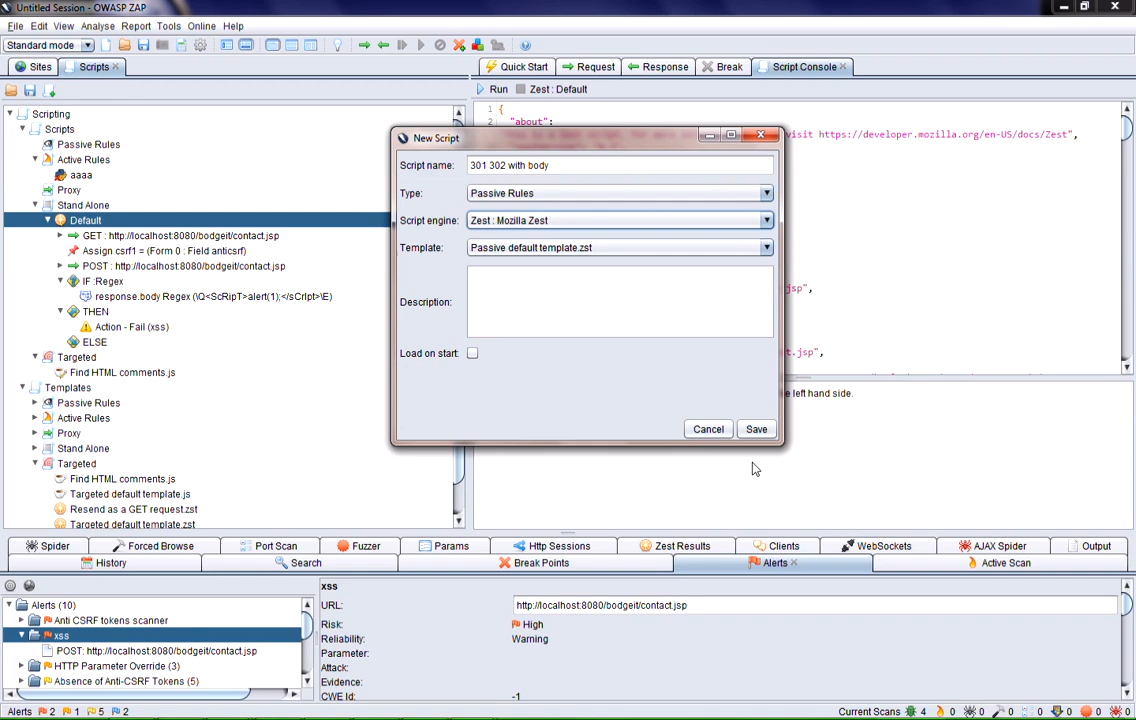 Untitled Session - OWASP ZAP
File Edit View Analyse Report Tools Online Help
Standard mode
Sites Scripts
Quick Start Request Response Break Script Console
Run Zest : Default
Scripting
Scripts
Passive Rules
Active Rules
aaaa
Proxy
Stand Alone
Default
GET : http://localhost:8080/bodgeit/contact.jsp
Assign csrf1 = (Form 0 : Field anticsrf)
POST : http://localhost:8080/bodgeit/contact.jsp
IF :Regex
response.body Regex (\Q<ScRipT>alert(1);</sCrIpt>\E)
THEN
Action - Fail (xss)
ELSE
Targeted
Find HTML comments.js
Templates
Passive Rules
Active Rules
Proxy
Stand Alone
Targeted
Find HTML comments.js
Targeted default template.js
Resend as a GET request.zst
Targeted default template.zst
1 {
2 "about":
visit https://developer.mozilla.org/en-US/docs/Zest",
.jsp",
t.jsp",
e left hand side.
New Script
Script name: 301 302 with body
Type: Passive Rules
Script engine: Zest : Mozilla Zest
Template: Passive default template.zst
Description:
Load on start:
Cancel Save
Spider Forced Browse Port Scan Fuzzer Params Http Sessions Zest Results Clients WebSockets AJAX Spider Output
History Search Break Points Alerts Active Scan
Alerts (10)
Anti CSRF tokens scanner
xss
POST: http://localhost:8080/bodgeit/contact.jsp
HTTP Parameter Override (3)
Absence of Anti-CSRF Tokens (5)
xss
URL: http://localhost:8080/bodgeit/contact.jsp
Risk: High
Reliability: Warning
Parameter:
Attack:
Evidence:
CWE Id: -1
Alerts 2 1 5 2
Current Scans 4 0 0 0 0 0 0 0